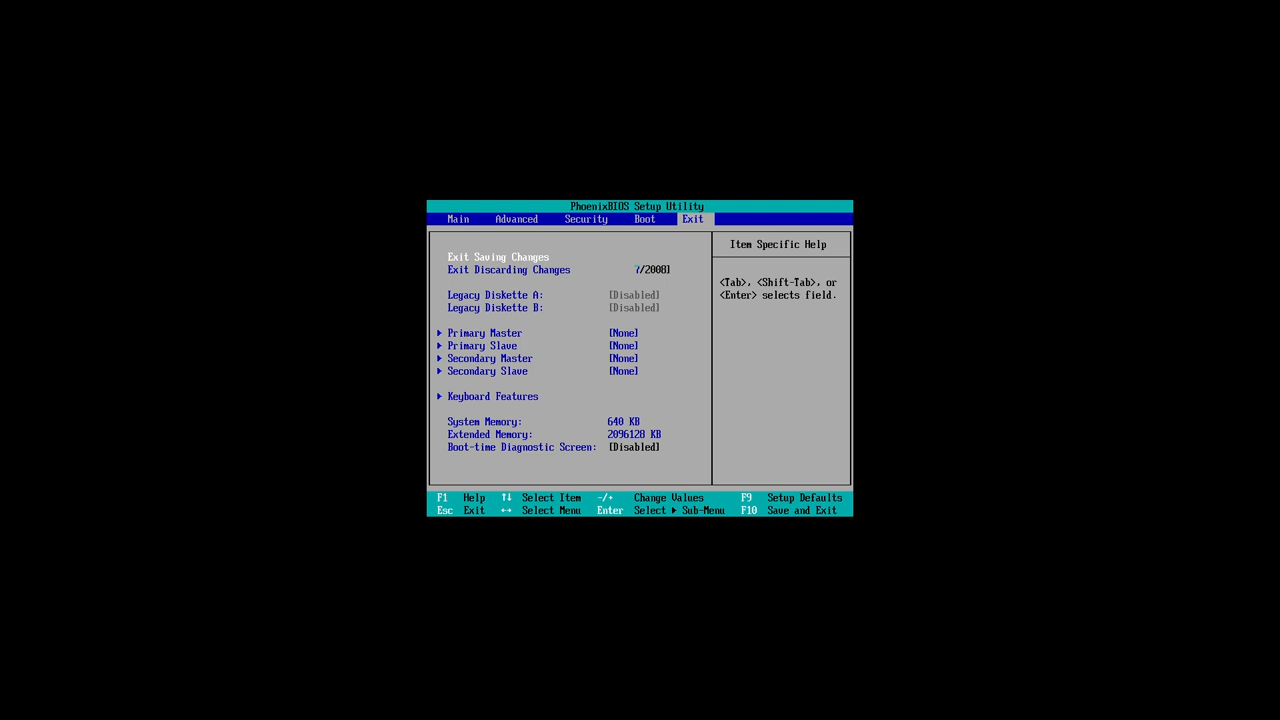 PhoenixBIOS Setup Utility
Main Advanced Security Boot Exit
Item Specific Help
Exit Saving Changes
Exit Discarding Changes 7/2008]
<Tab>, <Shift-Tab>, or
<Enter> selects field.
Legacy Diskette A: [Disabled]
Legacy Diskette B: [Disabled]
Primary Master [None]
Primary Slave [None]
Secondary Master [None]
Secondary Slave [None]
Keyboard Features
System Memory: 640 KB
Extended Memory: 2096128 KB
Boot-time Diagnostic Screen: [Disabled]
F1 Help ↑↓ Select Item -/+ Change Values F9 Setup Defaults
Esc Exit ↔ Select Menu Enter Select ▶ Sub-Menu F10 Save and Exit